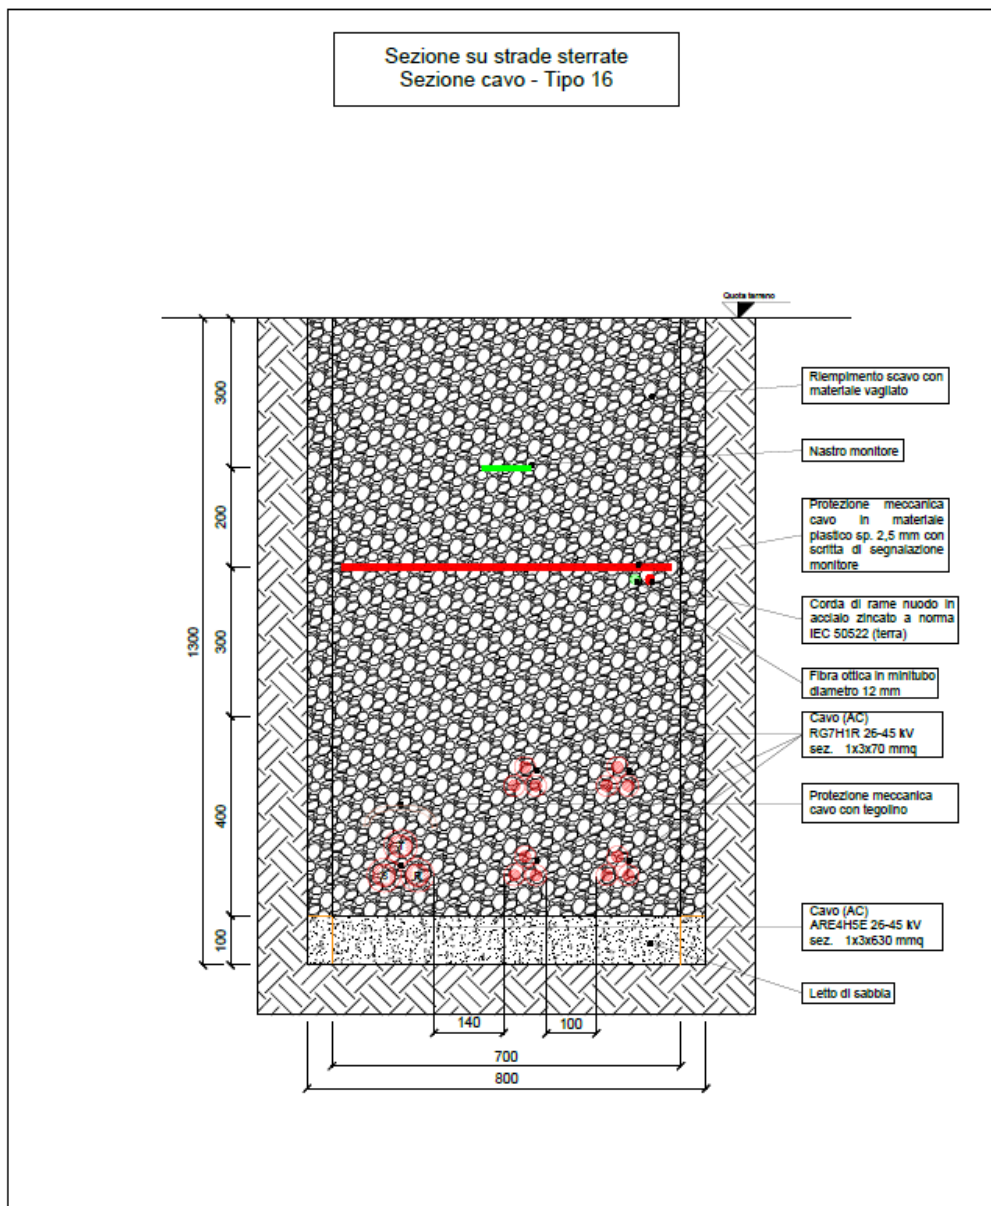 Sezione su strade sterrate
Sezione cavo - Tipo 16
Quota terreno
Riempimento scavo con
materiale vagliato
Nastro monitore
Protezione meccanica
cavo in materiale
plastico sp. 2,5 mm con
scritta di segnalazione
monitore
Corda di rame nuodo in
acciaio zincato a norma
IEC 50522 (terra)
Fibra ottica in minitubo
diametro 12 mm
Cavo (AC)
RG7H1R 26-45 kV
sez. 1x3x70 mmq
Protezione meccanica
cavo con tegolino
Cavo (AC)
ARE4H5E 26-45 kV
sez. 1x3x630 mmq
Letto di sabbia
300
200
300
400
100
1300
T
S R
140 100
700
800